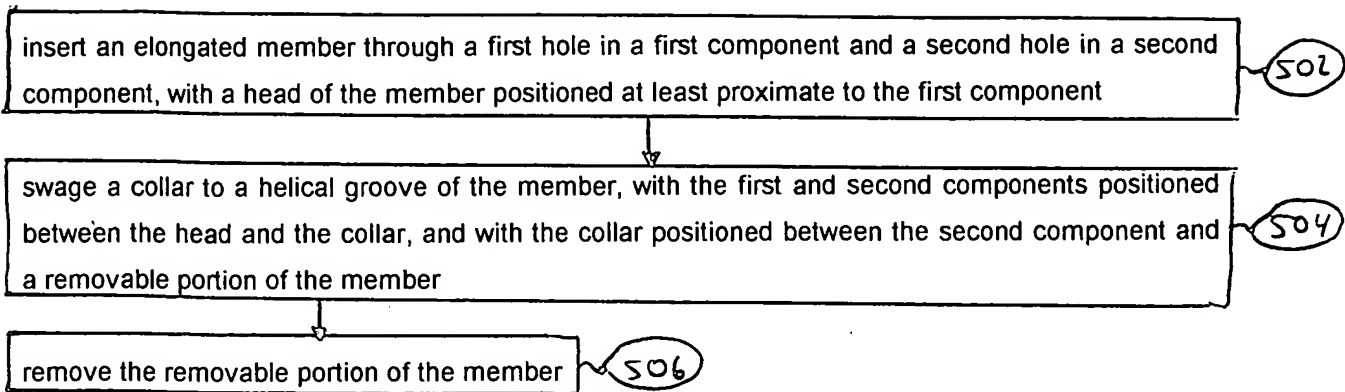 insert an elongated member through a first hole in a first component and a second hole in a second
component, with a head of the member positioned at least proximate to the first component
502
swage a collar to a helical groove of the member, with the first and second components positioned
between the head and the collar, and with the collar positioned between the second component and
a removable portion of the member
504
remove the removable portion of the member
506